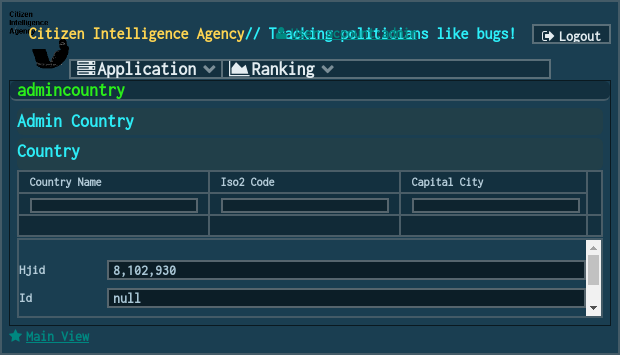 Citizen
Intelligence
Agency
Citizen Intelligence Agency// Tracking politicians like bugs!
Logout
Application
Ranking
admincountry
Admin Country
Country
Country Name
Iso2 Code
Capital City
Hjid
8,102,930
Id
null
Main View